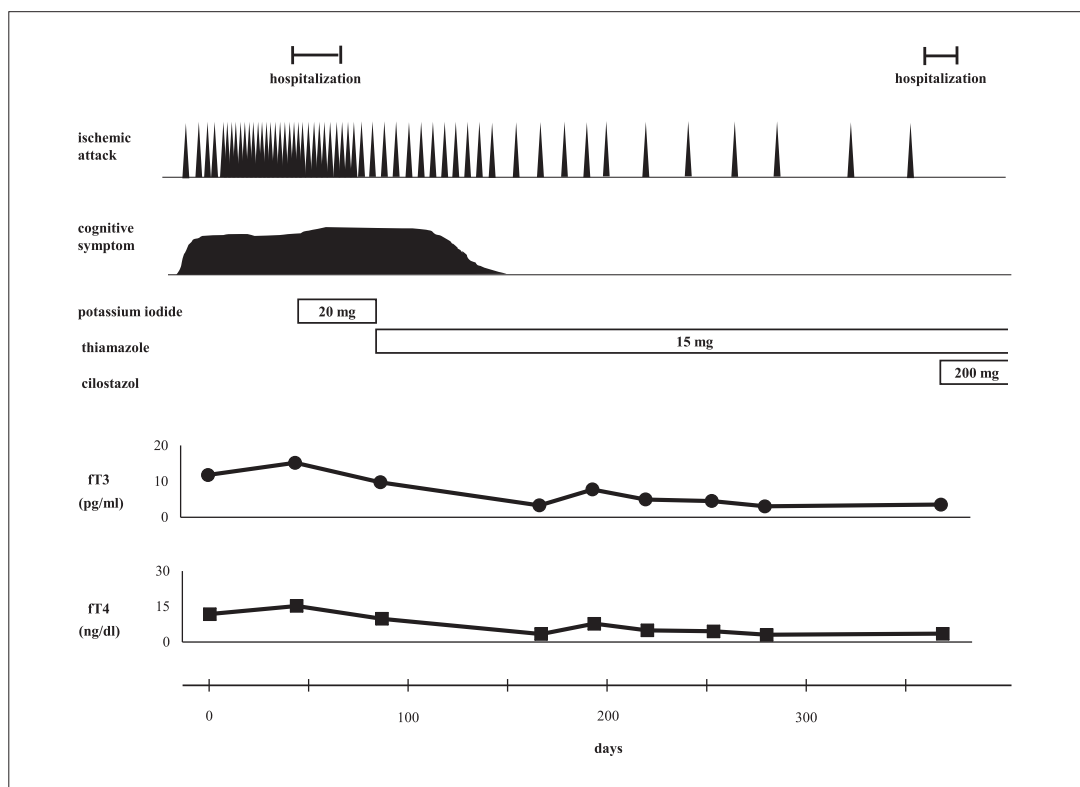 hospitalization hospitalization
ischemic
attack
cognitive
symptom
potassium iodide 20 mg
thiamazole 15 mg
cilostazol 200 mg
20
fT3 10
(pg/ml)
0
30
fT4 15
(ng/dl)
0
0 100 200 300
days